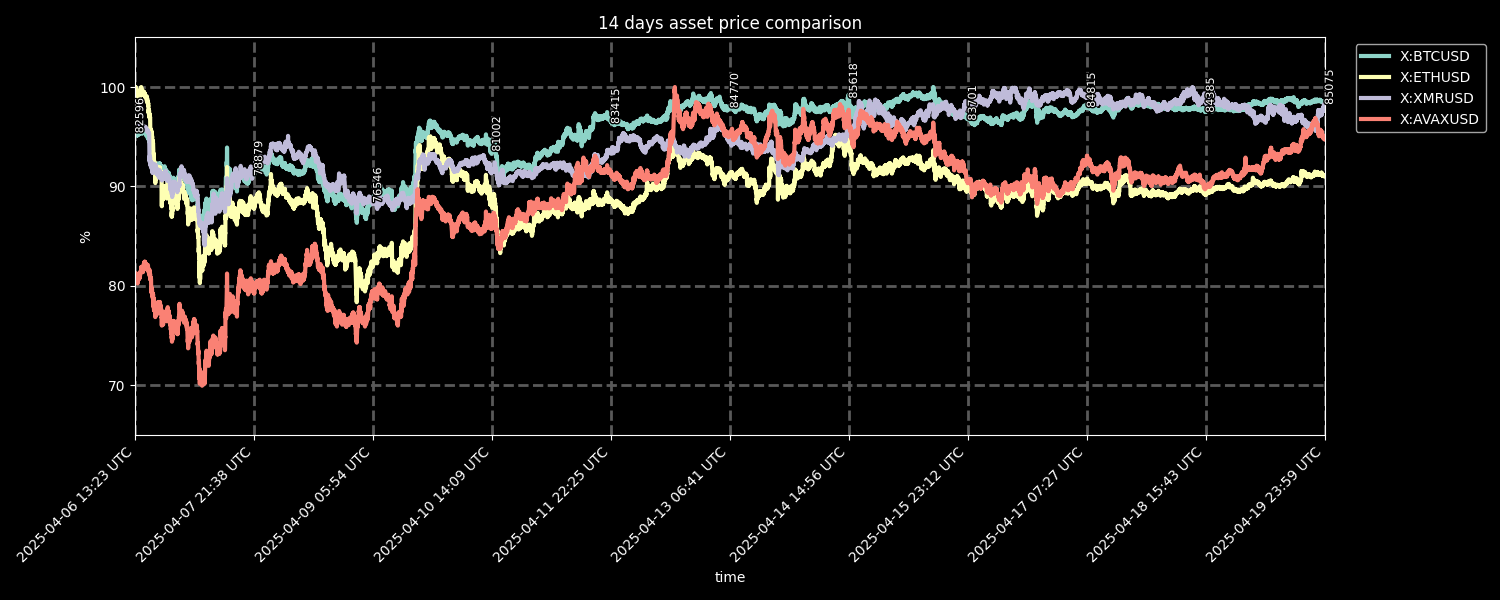 14 days asset price comparison
X:BTCUSD
X:ETHUSD
X:XMRUSD
X:AVAXUSD
%
100
90
80
70
82596
78879
76546
81002
83415
84770
85618
83701
84815
84385
85075
2025-04-06 13:23 UTC
2025-04-07 21:38 UTC
2025-04-09 05:54 UTC
2025-04-10 14:09 UTC
2025-04-11 22:25 UTC
2025-04-13 06:41 UTC
2025-04-14 14:56 UTC
2025-04-15 23:12 UTC
2025-04-17 07:27 UTC
2025-04-18 15:43 UTC
2025-04-19 23:59 UTC
time